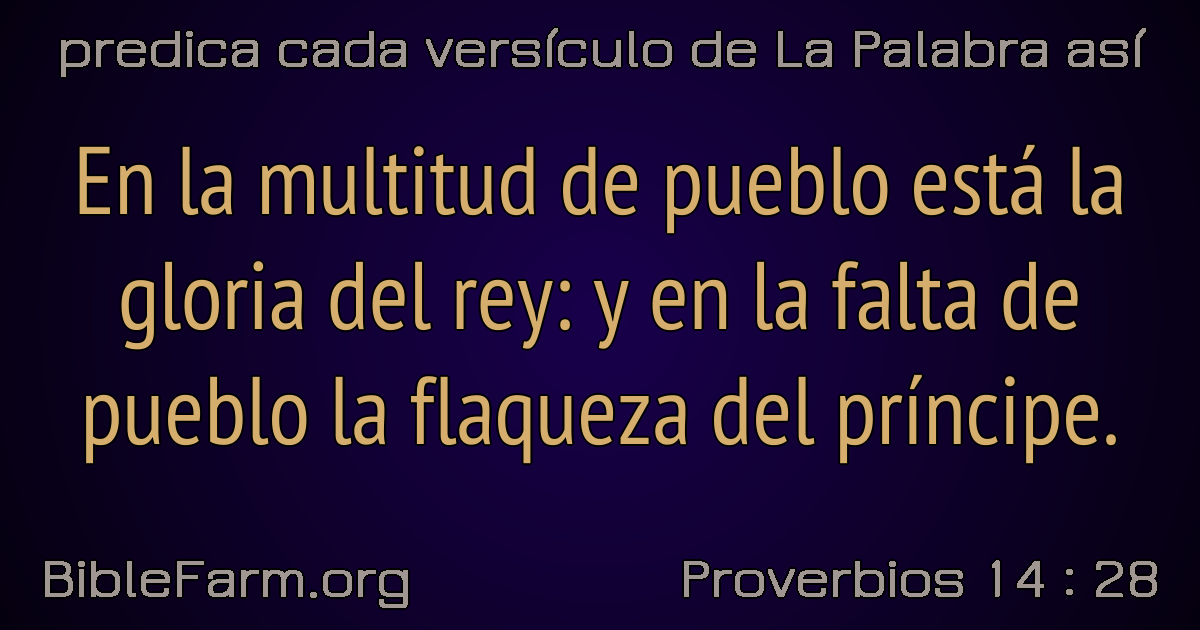 predica cada versículo de La Palabra así
En la multitud de pueblo está la
gloria del rey: y en la falta de
pueblo la flaqueza del príncipe.
BibleFarm.org
Proverbios 14 : 28